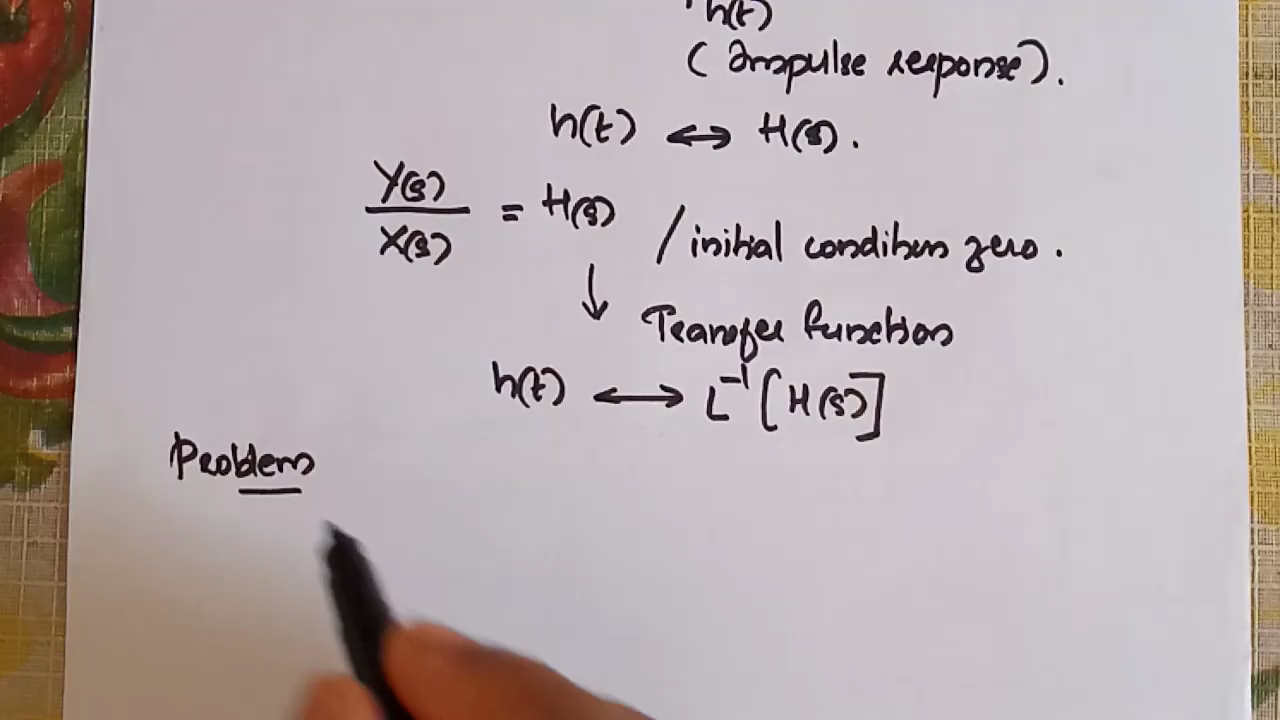 h(t)
(Impulse response).
h(t) ↔ H(s).
Y(s)/X(s) = H(s) / initial condition zero.
↓ Transfer function
h(t) ↔ L⁻¹[H(s)]
Problem